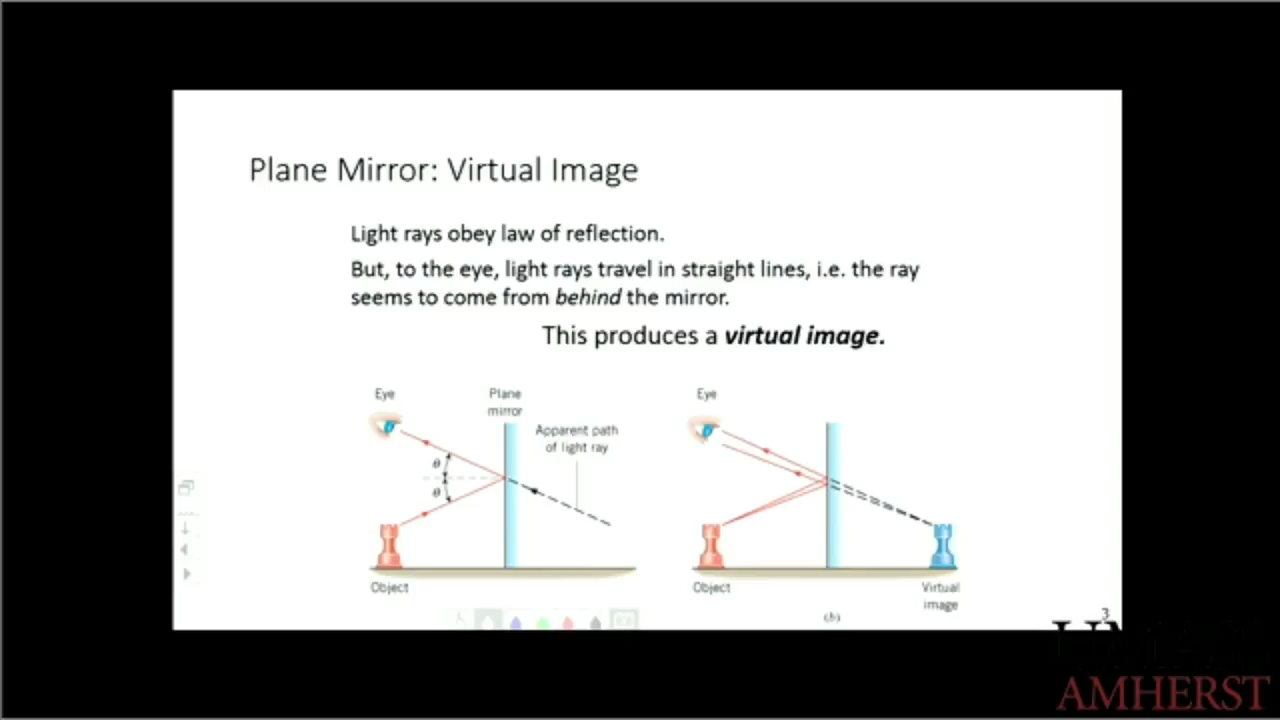 Plane Mirror: Virtual Image
Light rays obey law of reflection.
But, to the eye, light rays travel in straight lines, i.e. the ray
seems to come from behind the mirror.
This produces a virtual image.
Eye
Plane
mirror
Apparent path
of light ray
θ
θ
Object
Eye
Object
Virtual
image
(b)
3
AMHERST